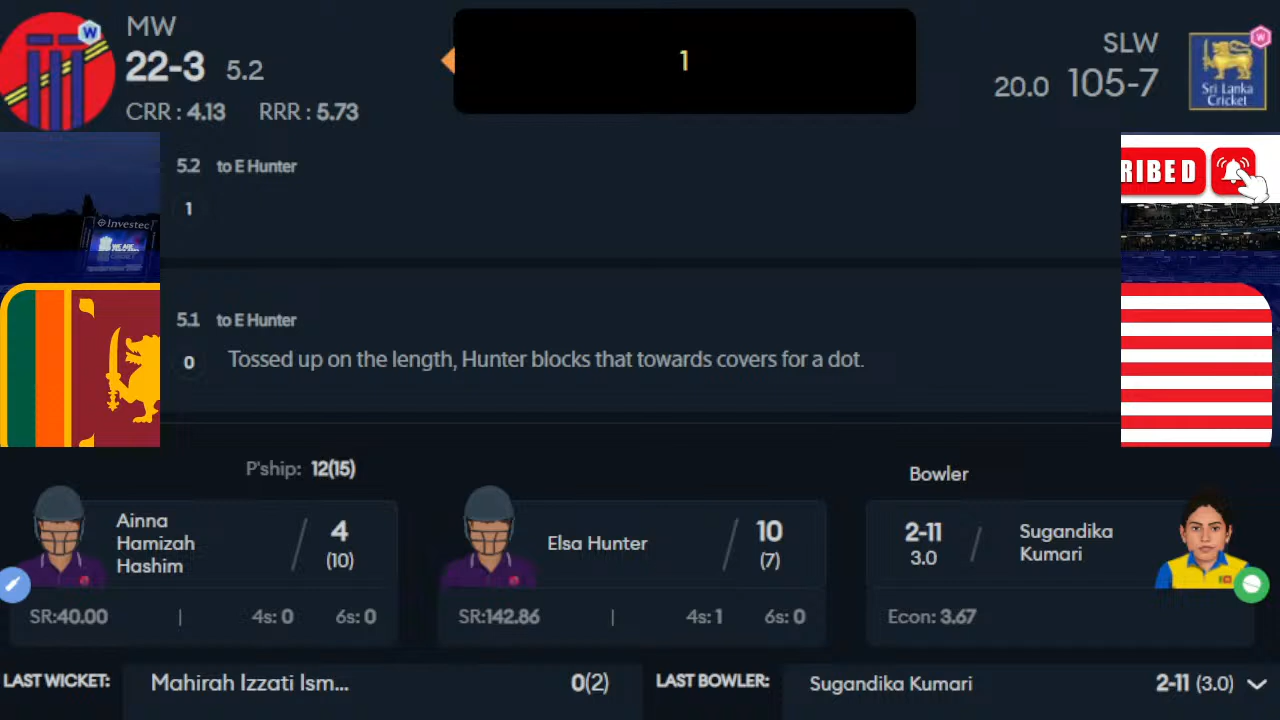 MW
22-3 5.2
CRR : 4.13 RRR : 5.73
1
SLW
20.0 105-7
W
W
Sri Lanka
Cricket
5.2 to E Hunter
1
RIBED
Investec
WE ARE
5.1 to E Hunter
0 Tossed up on the length, Hunter blocks that towards covers for a dot.
P'ship: 12(15)
Bowler
Ainna
Hamizah
Hashim
4
(10)
SR:40.00 | 4s: 0 6s: 0
Elsa Hunter
10
(7)
SR:142.86 | 4s: 1 6s: 0
2-11
3.0
Sugandika
Kumari
Econ: 3.67
LAST WICKET: Mahirah Izzati Ism... 0(2)
LAST BOWLER: Sugandika Kumari 2-11 (3.0)